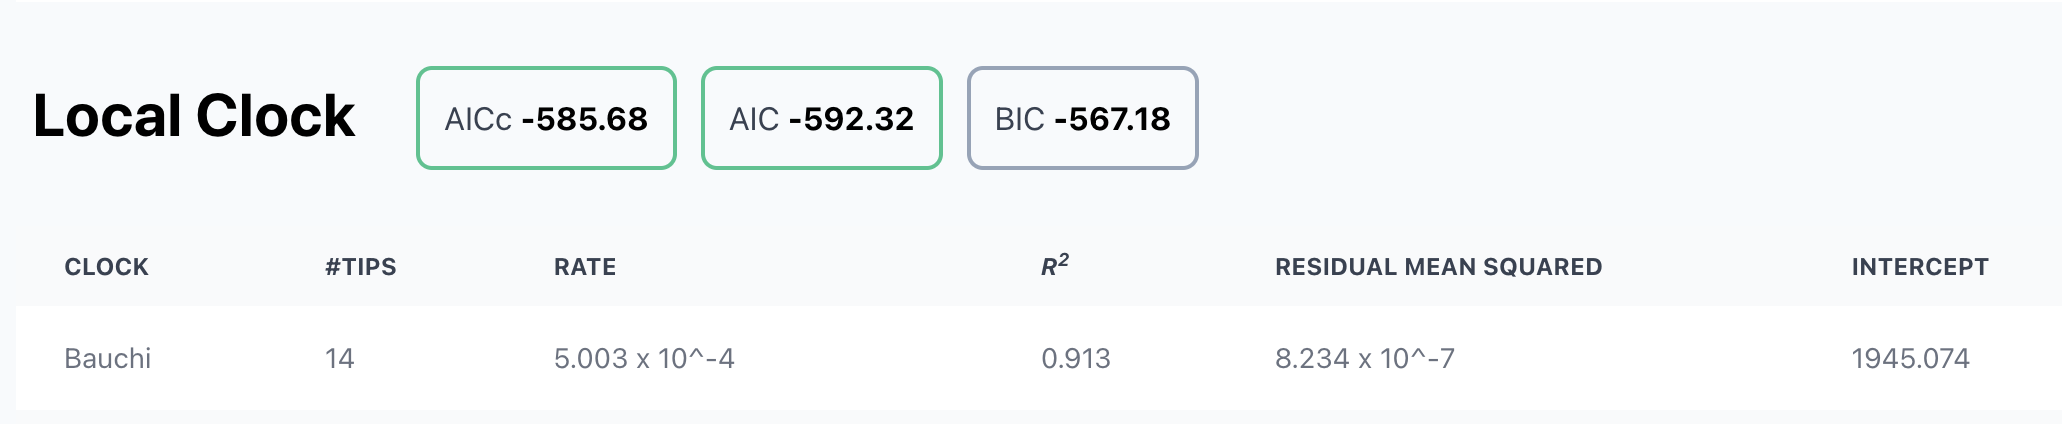 Local Clock AICc -585.68 AIC -592.32 BIC -567.18
CLOCK #TIPS RATE R² RESIDUAL MEAN SQUARED INTERCEPT
Bauchi 14 5.003 x 10^-4 0.913 8.234 x 10^-7 1945.074